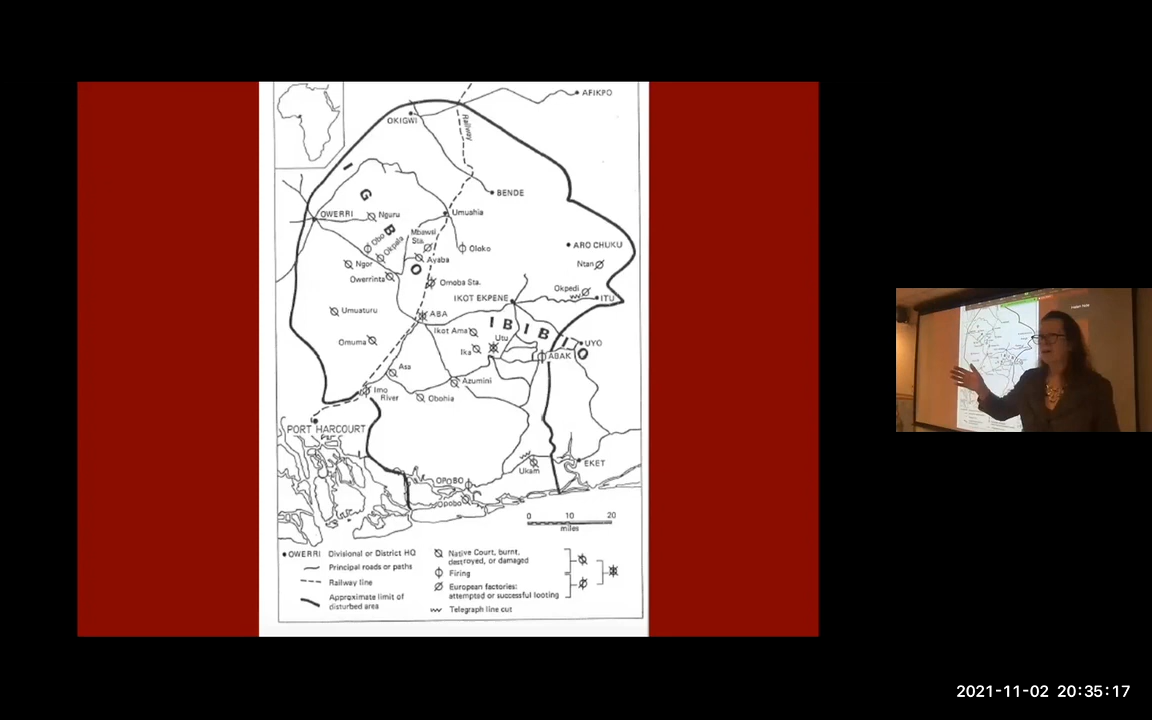 AFIKPO
OKIGWI
Railway
BENDE
I G B O
OWERRI
Nguru
Umuahia
Obo
Okpala
Mbawsi
Sta.
Oloko
ARO CHUKU
Ngor
Ayaba
Ntan
Owerrinta
Omoba Sta.
Okpedi
IKOT EKPENE
ITU
Umuaturu
ABA
IBIBIO
Ikot Ama
Utu
UYO
Omuma
Ika
ABAK
Asa
Azumini
Imo
River
Obohia
PORT HARCOURT
EKET
Ukam
OPOBO
Opobo
0 10 20
miles
OWERRI Divisional or District HQ
Principal roads or paths
Railway line
Approximate limit of
disturbed area
Native Court, burnt,
destroyed, or damaged
Firing
European factories:
attempted or successful looting
Telegraph line cut
2021-11-02 20:35:17